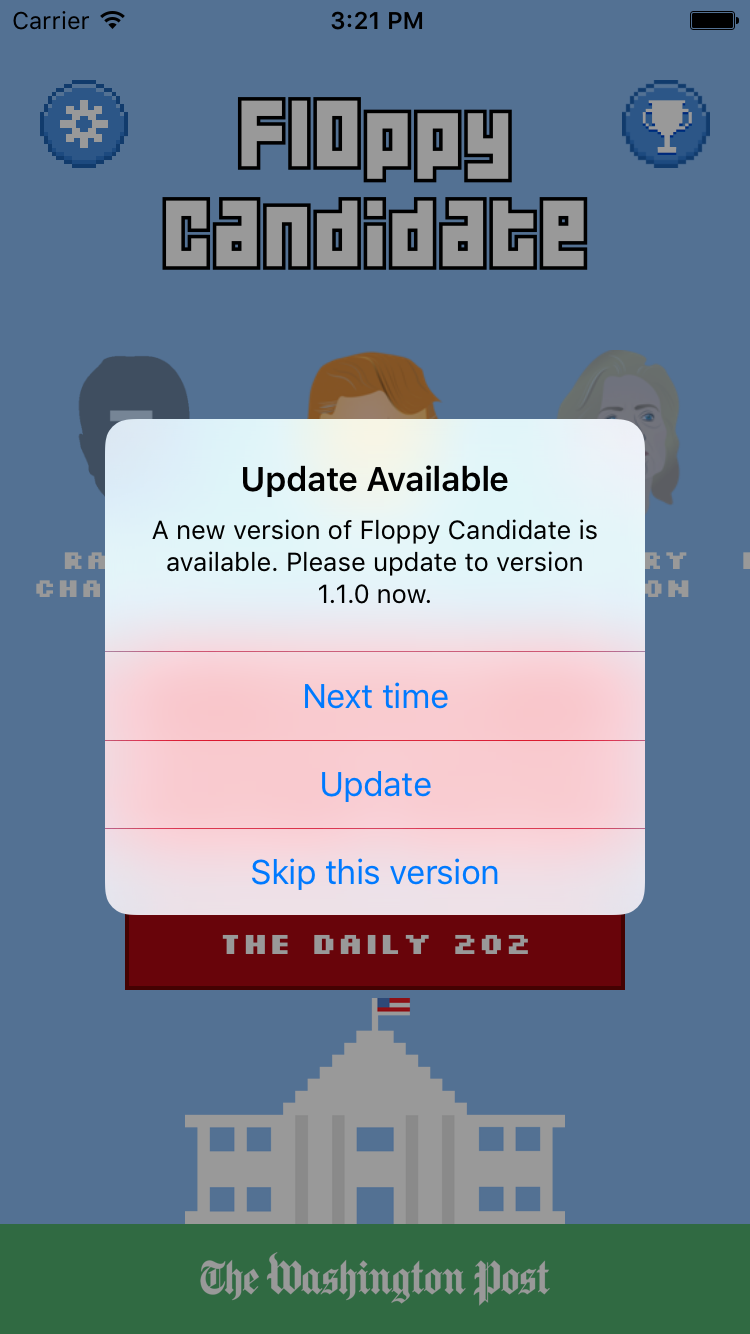 Carrier 3:21 PM
Floppy
Candidate
Update Available
A new version of Floppy Candidate is
available. Please update to version
1.1.0 now.
Next time
Update
Skip this version
THE DAILY 202
The Washington Post